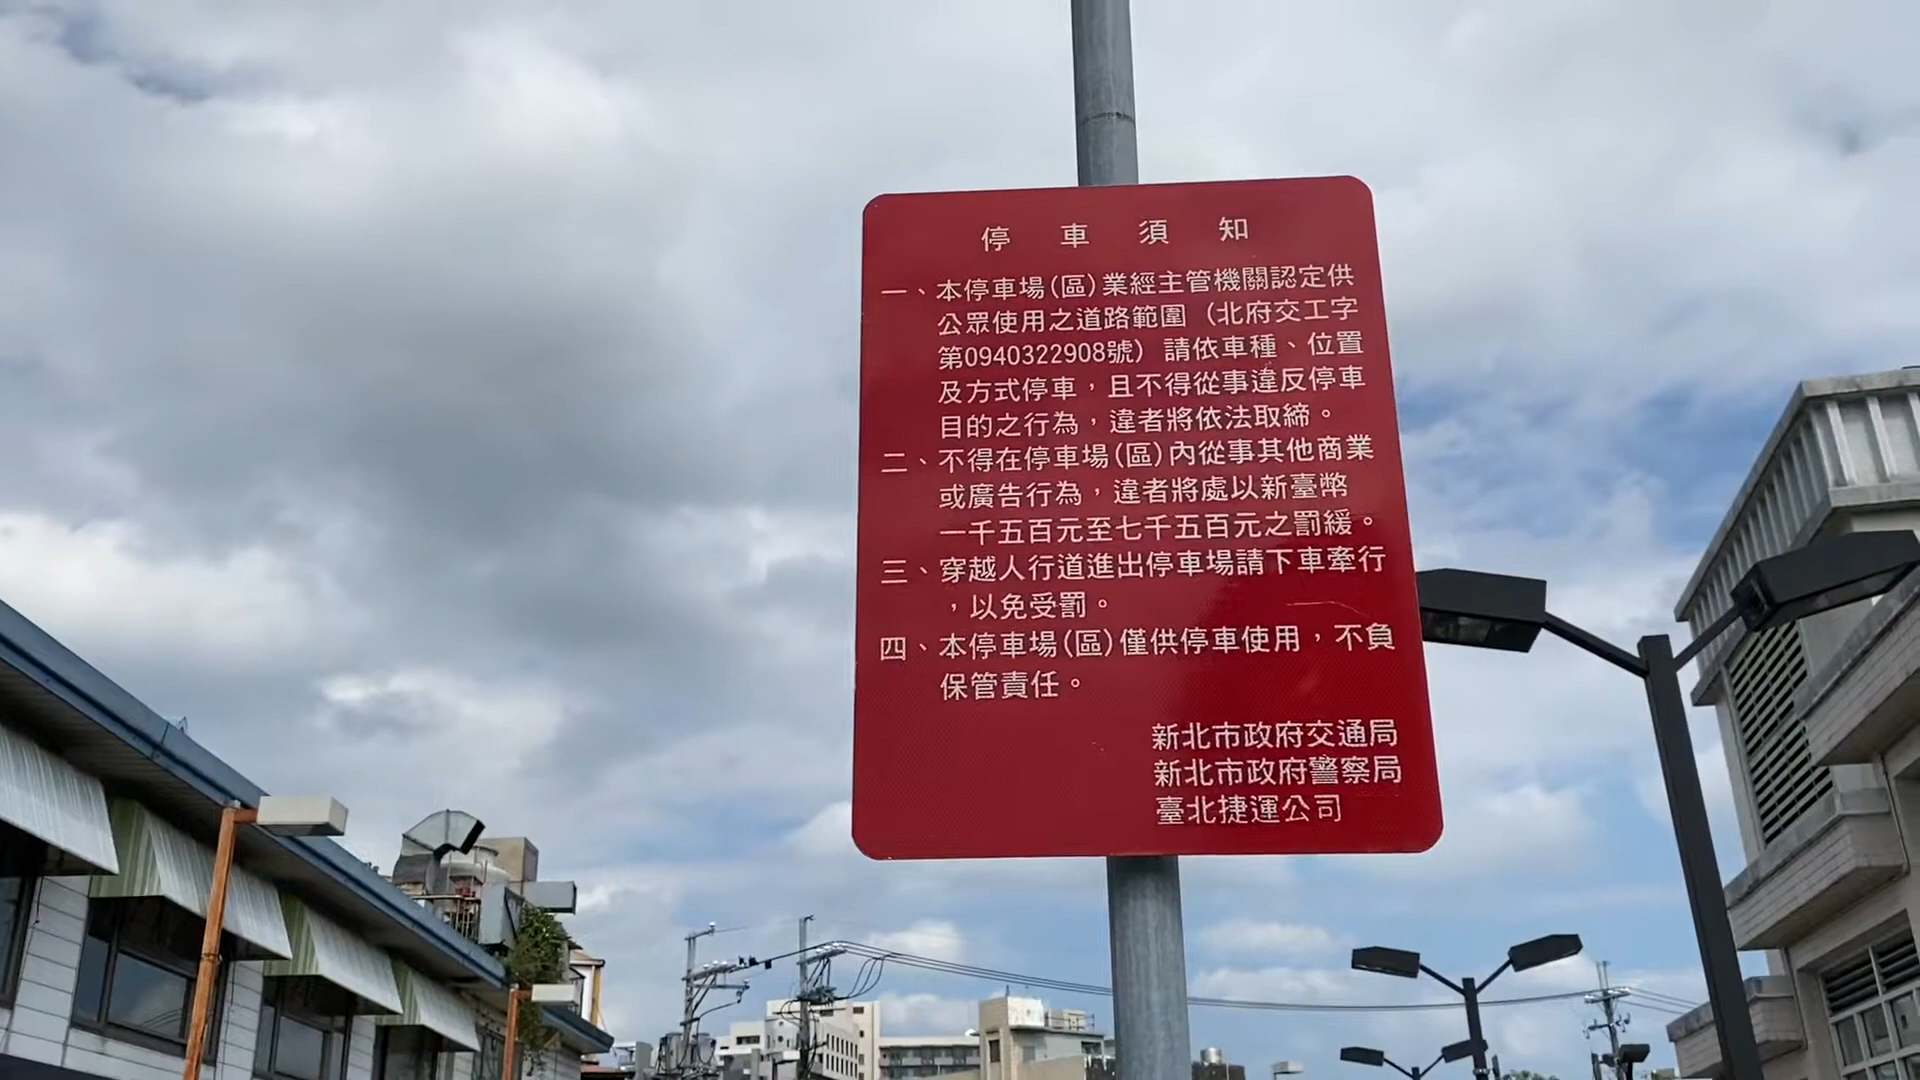 停車須知
一、本停車場(區)業經主管機關認定供
公眾使用之道路範圍（北府交工字
第0940322908號）請依車種、位置
及方式停車，且不得從事違反停車
目的之行為，違者將依法取締。
二、不得在停車場(區)內從事其他商業
或廣告行為，違者將處以新臺幣
一千五百元至七千五百元之罰緩。
三、穿越人行道進出停車場請下車牽行
，以免受罰。
四、本停車場(區)僅供停車使用，不負
保管責任。
新北市政府交通局
新北市政府警察局
臺北捷運公司